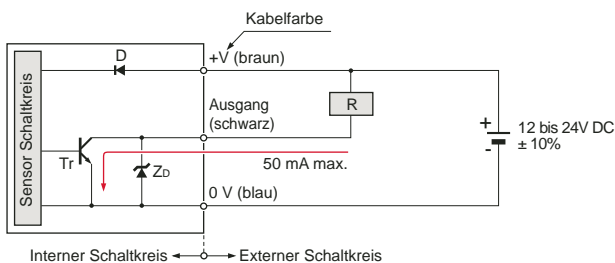 Kabelfarbe
D
+V (braun)
Sensor Schaltkreis
Ausgang
(schwarz)
R
+
-
12 bis 24V DC
± 10%
Tr
ZD
50 mA max.
0 V (blau)
Interner Schaltkreis
Externer Schaltkreis